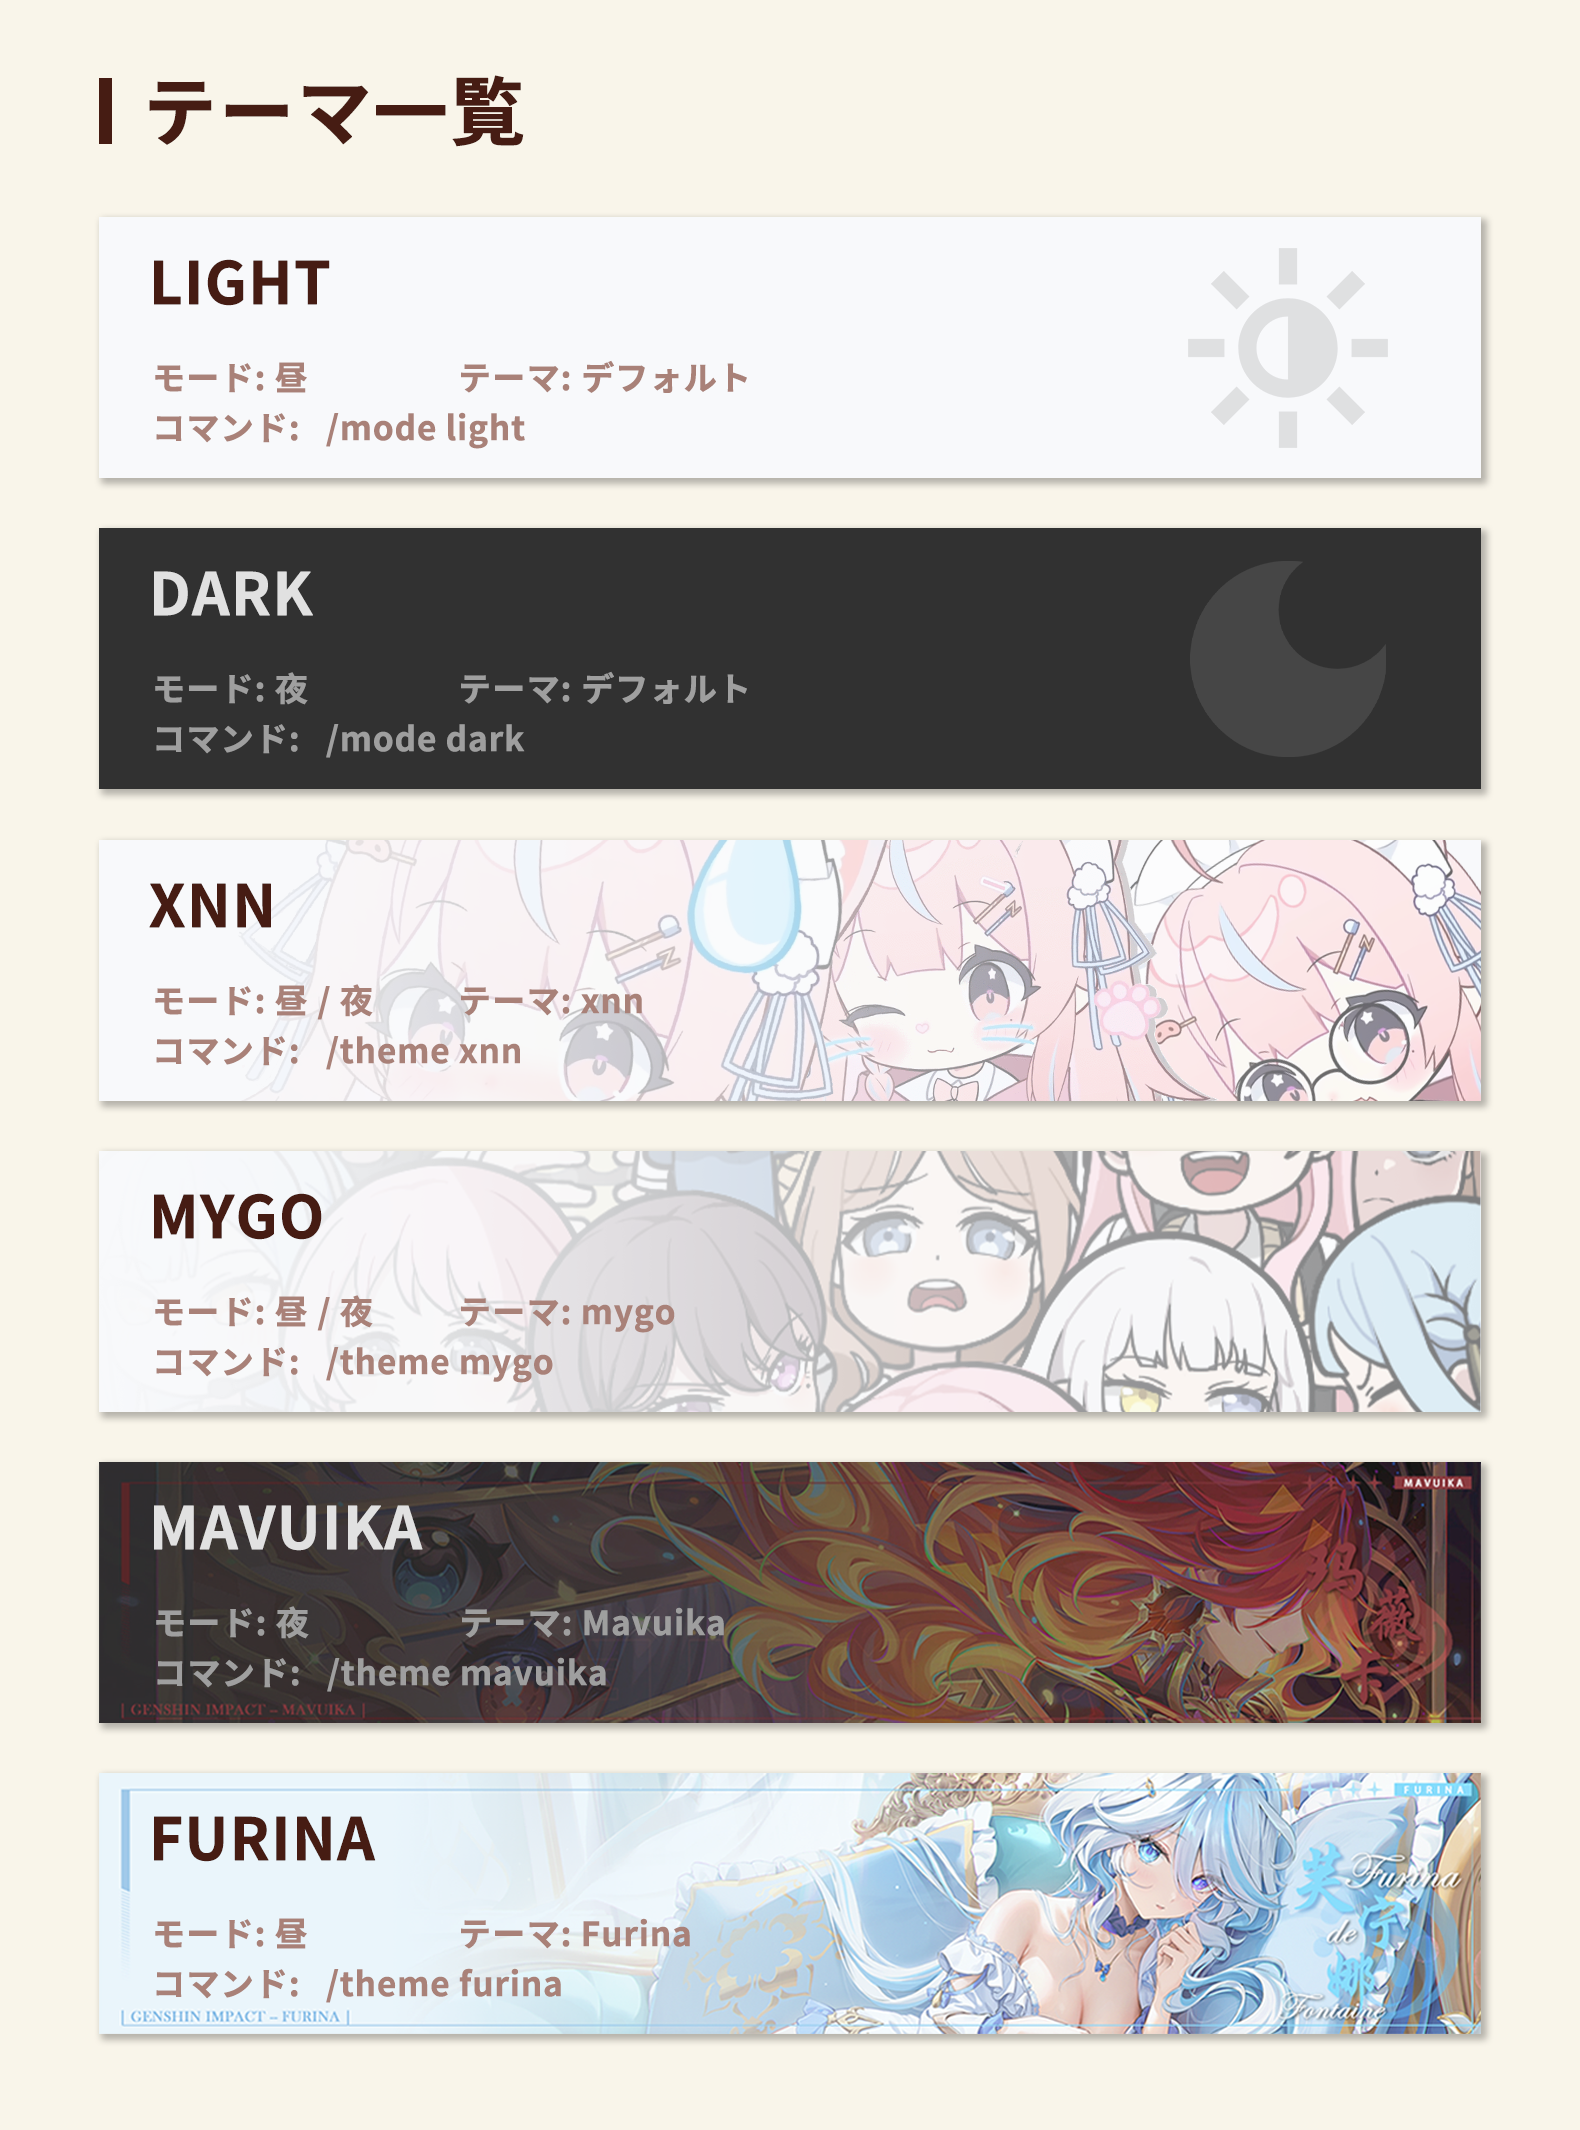 テーマ一覧
LIGHT
モード: 昼 テーマ: デフォルト
コマンド: /mode light
DARK
モード: 夜 テーマ: デフォルト
コマンド: /mode dark
XNN
モード: 昼 / 夜 テーマ: xnn
コマンド: /theme xnn
MYGO
モード: 昼 / 夜 テーマ: mygo
コマンド: /theme mygo
MAVUIKA
MAVUIKA
玛薇卡
モード: 夜 テーマ: Mavuika
コマンド: /theme mavuika
| GENSHIN IMPACT – MAVUIKA |
FURINA
FURINA
芙宁娜
Furina
de
Fontaine
モード: 昼 テーマ: Furina
コマンド: /theme furina
| GENSHIN IMPACT – FURINA |